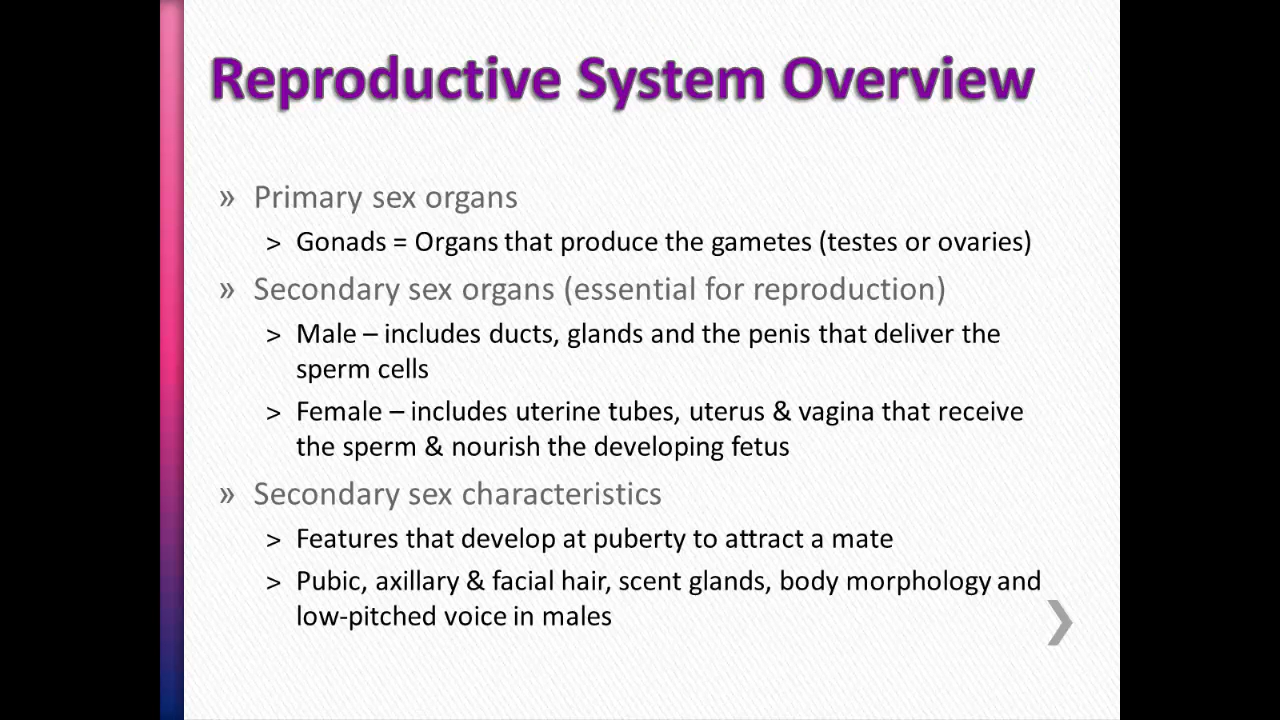 Reproductive System Overview
» Primary sex organs
> Gonads = Organs that produce the gametes (testes or ovaries)
» Secondary sex organs (essential for reproduction)
> Male – includes ducts, glands and the penis that deliver the
sperm cells
> Female – includes uterine tubes, uterus & vagina that receive
the sperm & nourish the developing fetus
» Secondary sex characteristics
> Features that develop at puberty to attract a mate
> Pubic, axillary & facial hair, scent glands, body morphology and
low-pitched voice in males